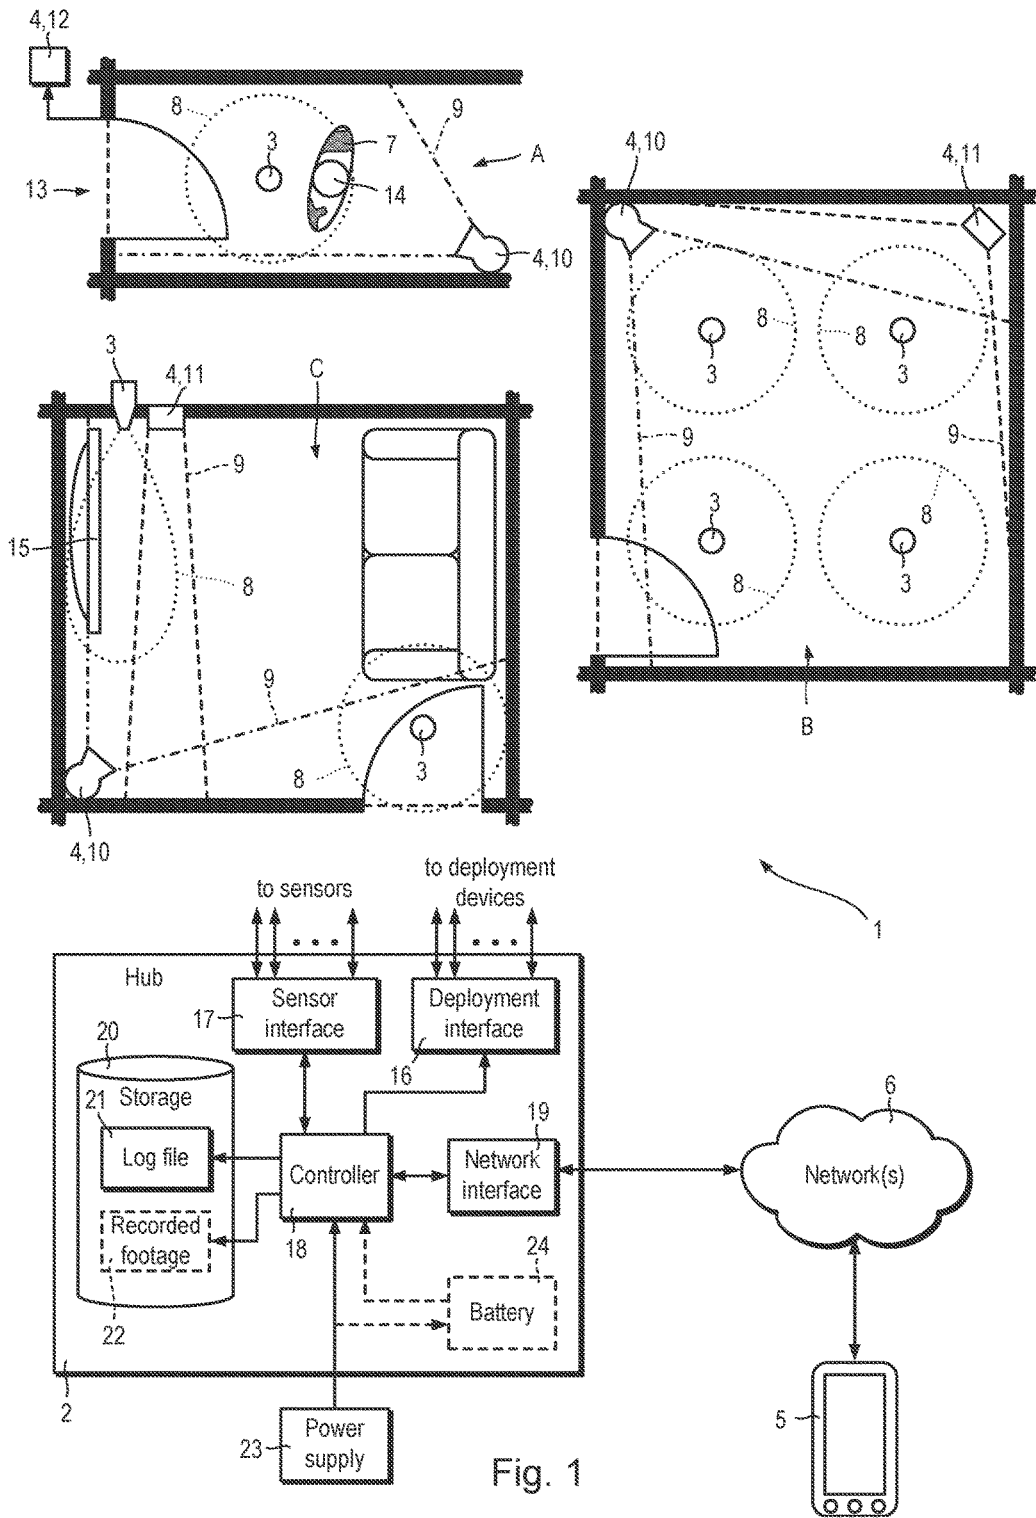 4,12
8
3
7
9
A
13
14
4,10
4,10
4,11
8
8
3
3
9
9
3
8
8
3
3
B
3
4,11
C
9
15
8
9
3
8
4,10
to sensors
to deployment
devices
1
Hub
17
Sensor
interface
Deployment
interface
16
20
Storage
21
Log file
Controller
18
19
Network
interface
6
Network(s)
Recorded
footage
22
24
Battery
2
23
Power
supply
5
Fig. 1